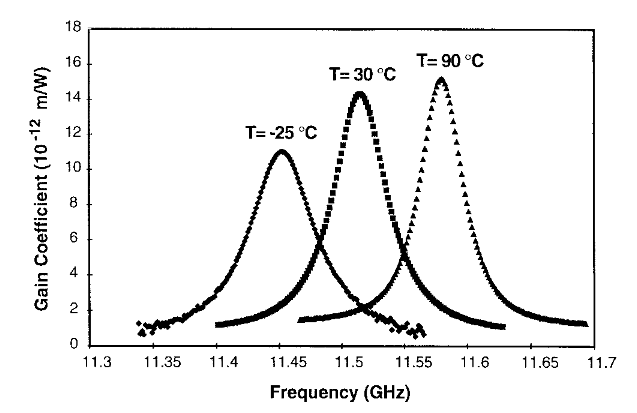 18
16
14
12
10
8
6
4
2
0
Gain Coefficient (10-12 m/W)
T= -25 °C
T= 30 °C
T= 90 °C
11.3 11.35 11.4 11.45 11.5 11.55 11.6 11.65 11.7
Frequency (GHz)